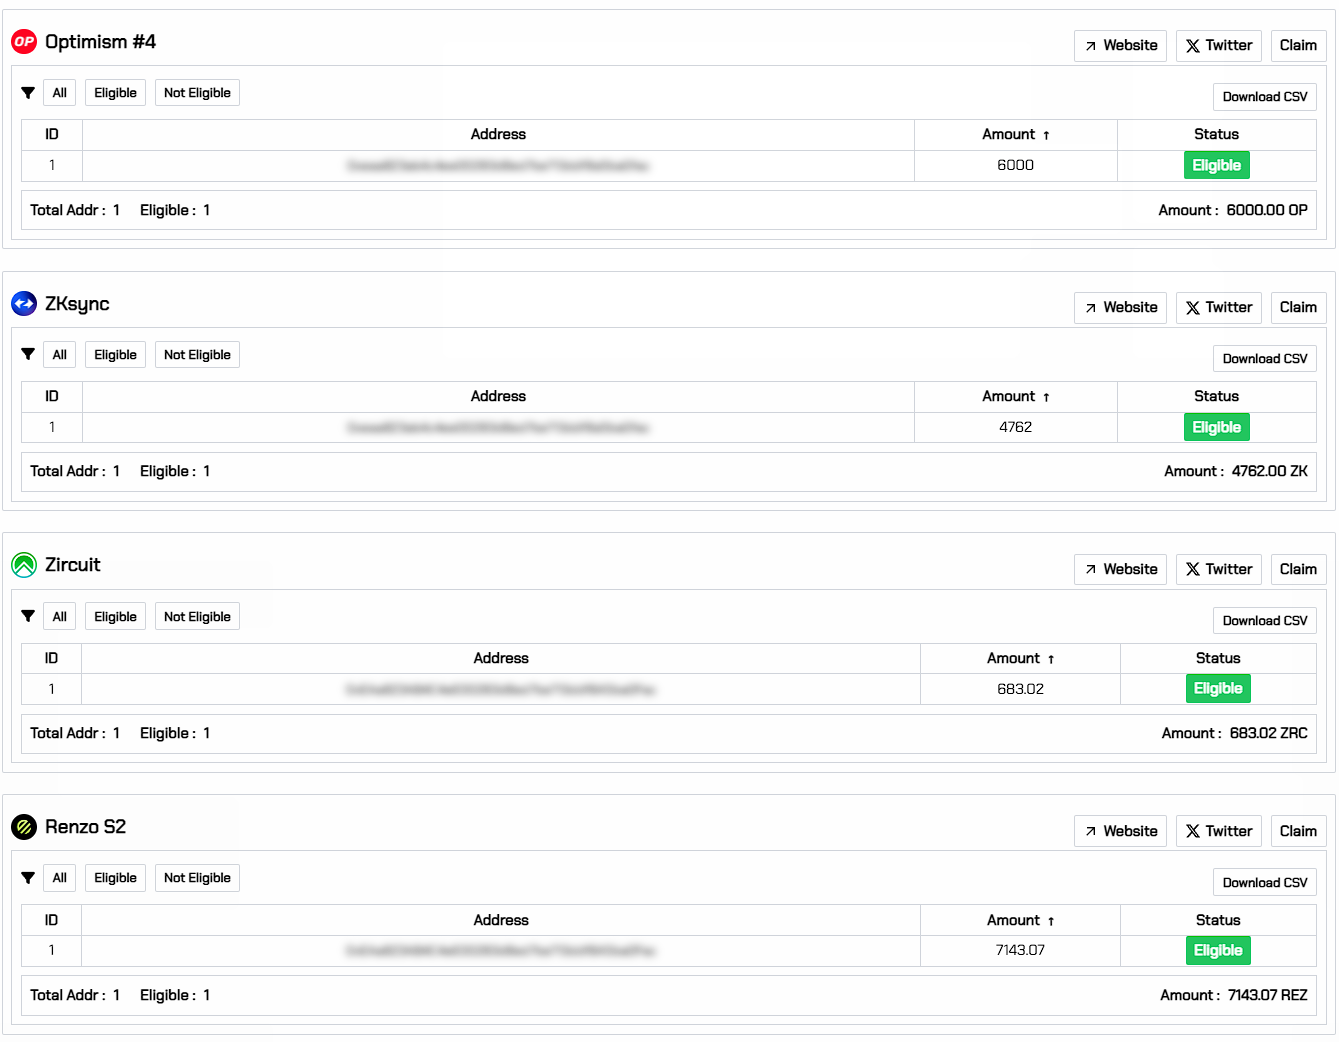 OP Optimism #4
Website Twitter Claim
All Eligible Not Eligible
Download CSV
ID Address Amount ↑ Status
1 6000 Eligible
Total Addr : 1 Eligible : 1 Amount : 6000.00 OP
ZKsync
Website Twitter Claim
All Eligible Not Eligible
Download CSV
ID Address Amount ↑ Status
1 4762 Eligible
Total Addr : 1 Eligible : 1 Amount : 4762.00 ZK
Zircuit
Website Twitter Claim
All Eligible Not Eligible
Download CSV
ID Address Amount ↑ Status
1 683.02 Eligible
Total Addr : 1 Eligible : 1 Amount : 683.02 ZRC
Renzo S2
Website Twitter Claim
All Eligible Not Eligible
Download CSV
ID Address Amount ↑ Status
1 7143.07 Eligible
Total Addr : 1 Eligible : 1 Amount : 7143.07 REZ